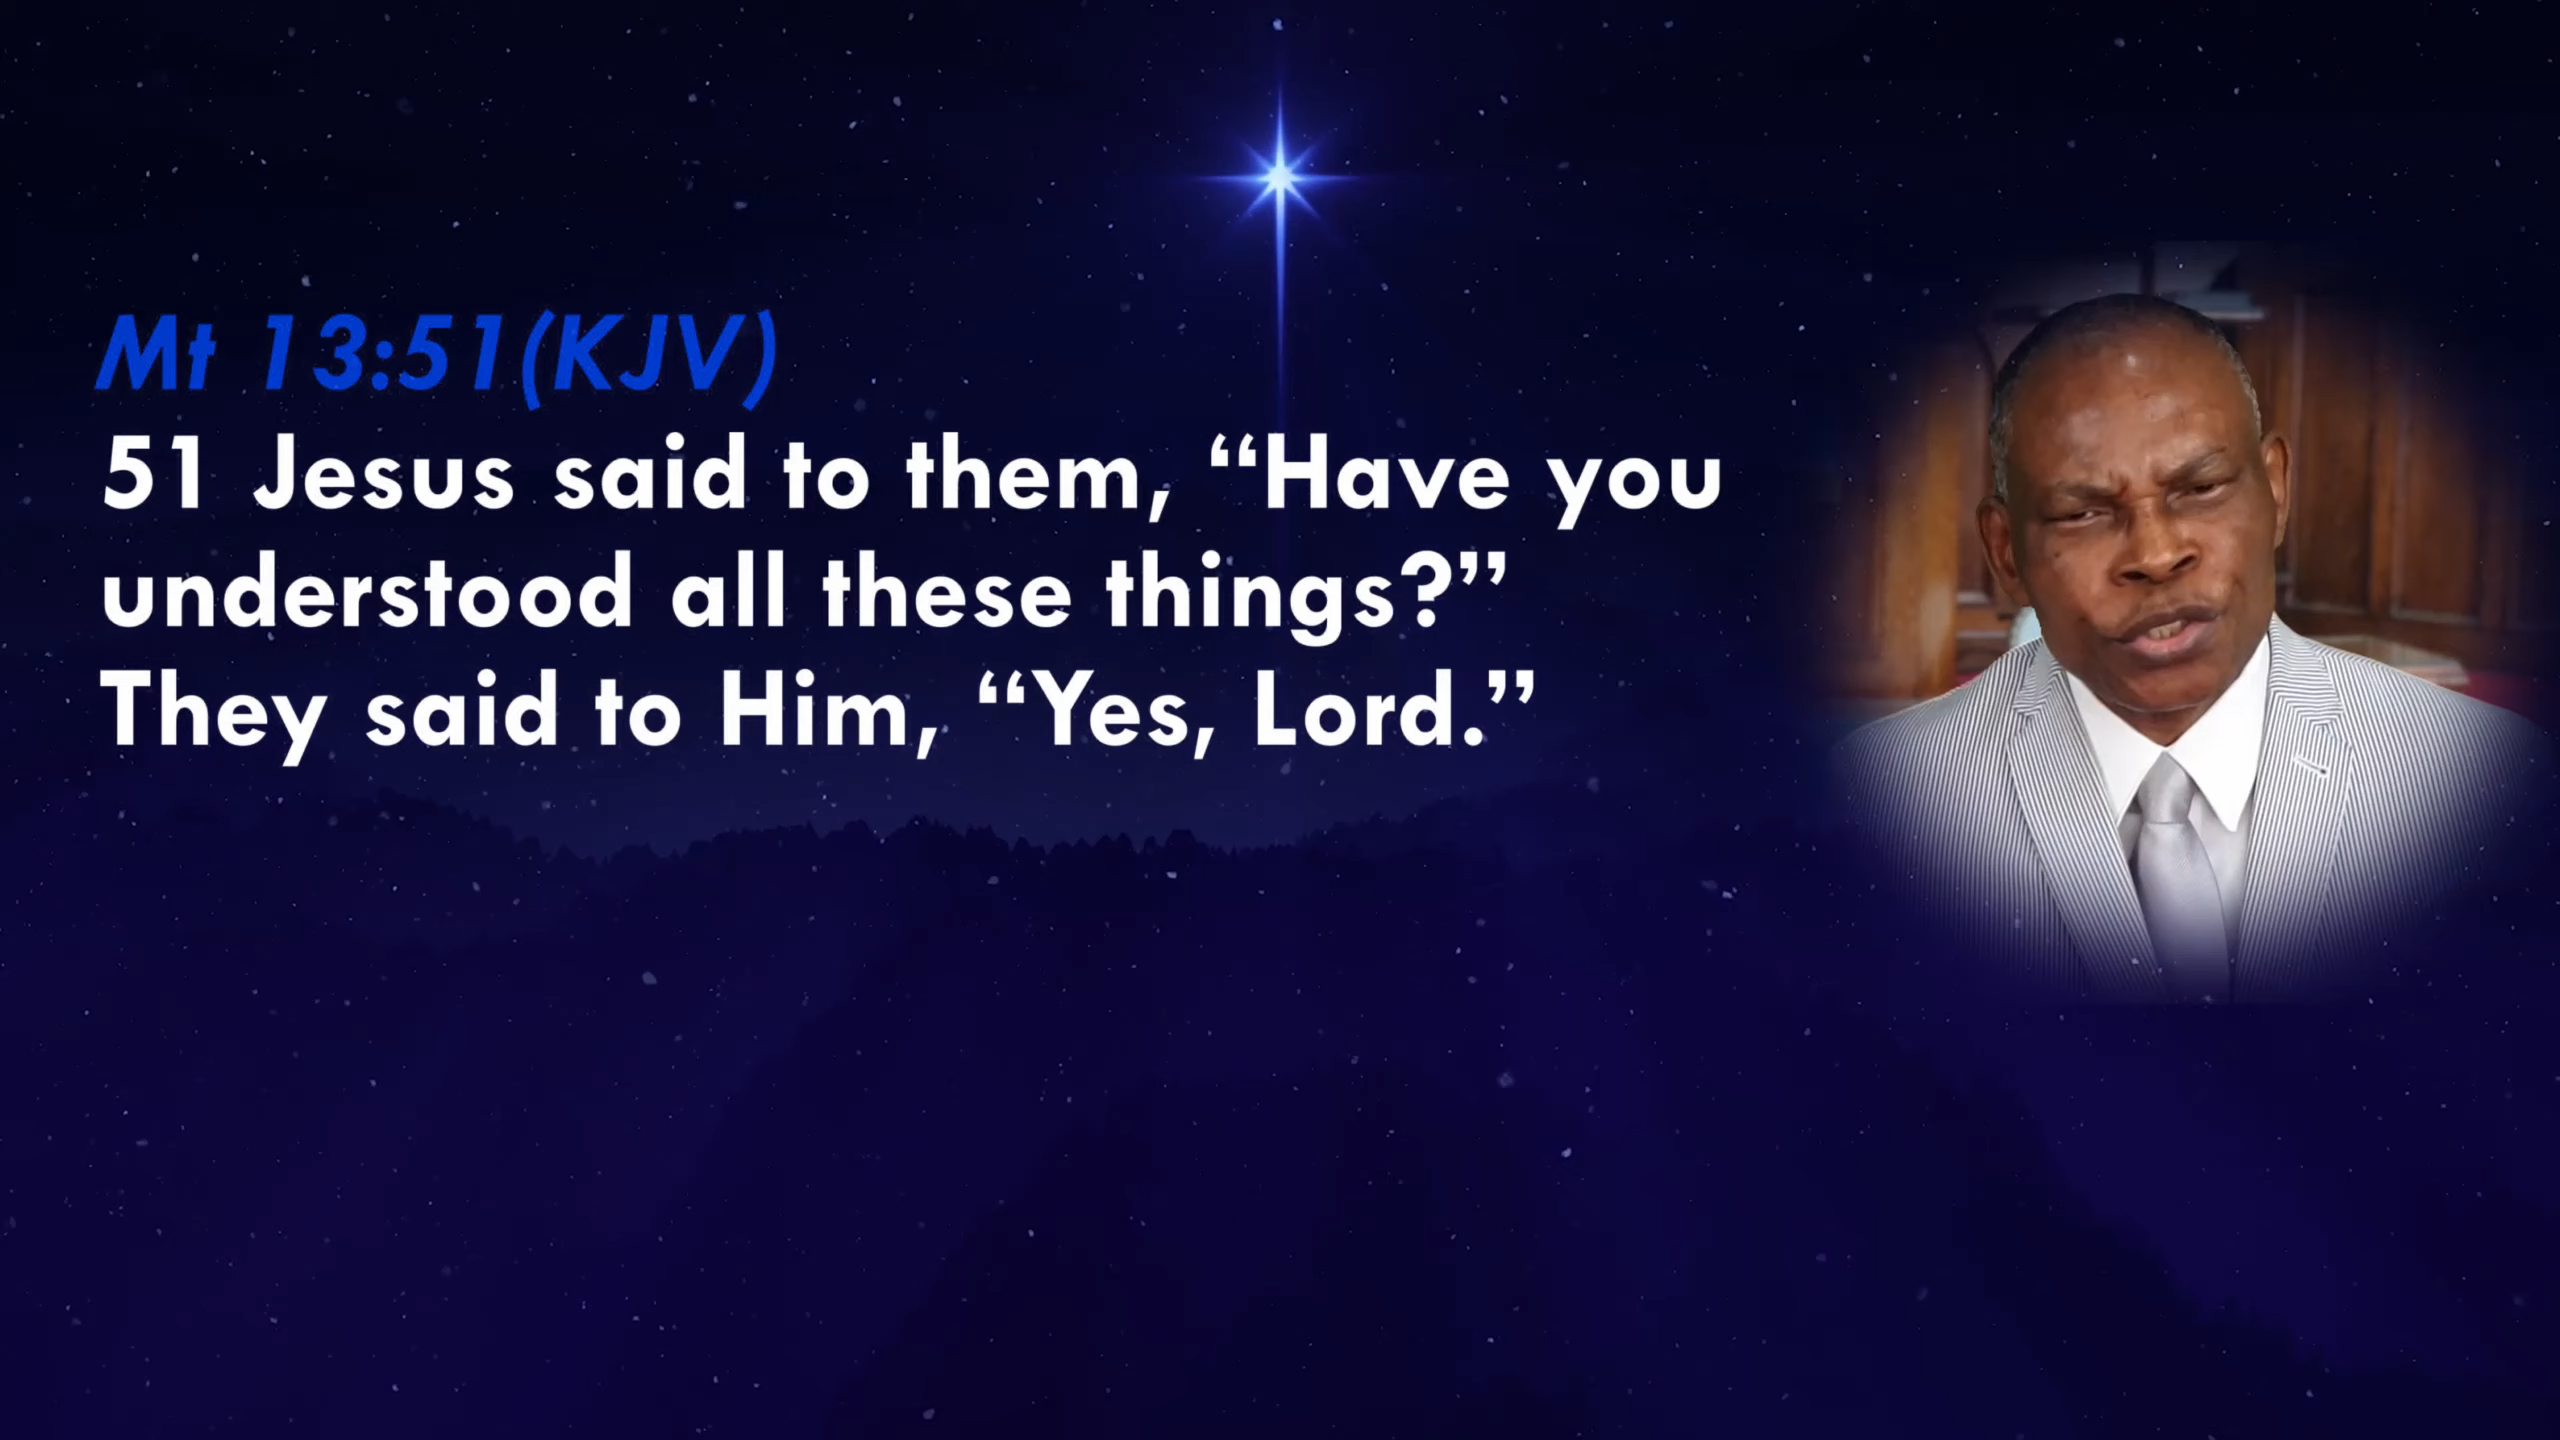 Mt 13:51(KJV)
51 Jesus said to them, “Have you
understood all these things?”
They said to Him, “Yes, Lord.”